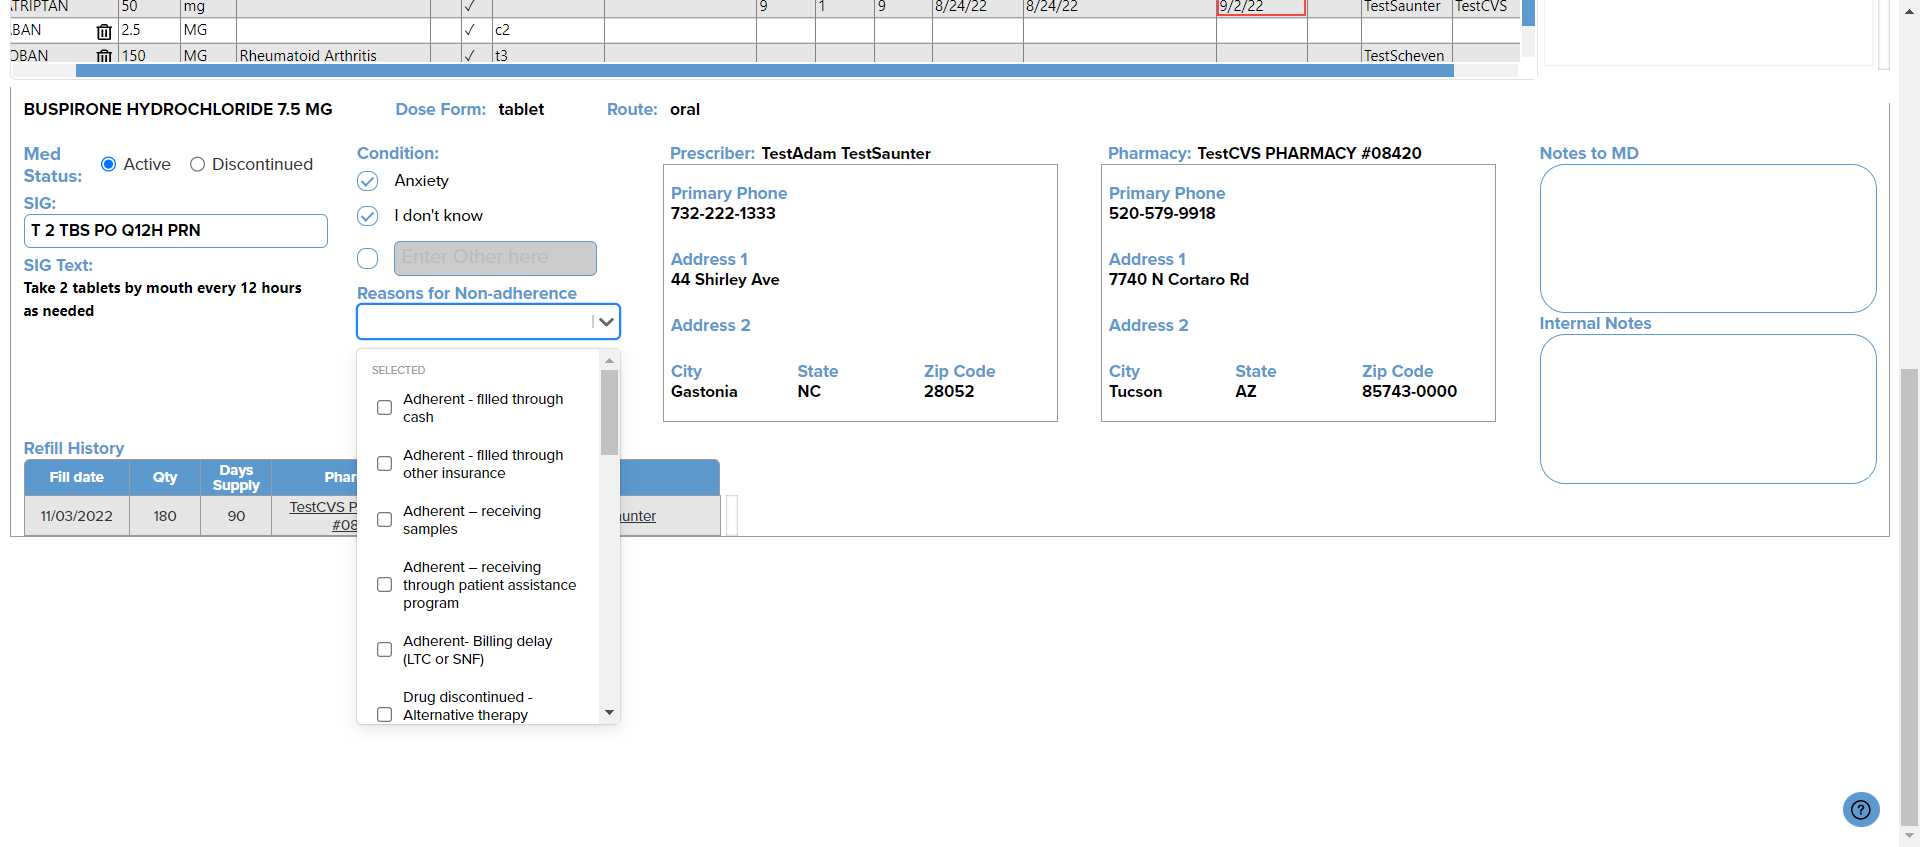 ATRIPTAN 50 mg ✓ 9 1 9 8/24/22 8/24/22 9/2/22 TestSaunter TestCVS
BAN 2.5 MG ✓ c2
OBAN 150 MG Rheumatoid Arthritis ✓ t3 TestScheven
BUSPIRONE HYDROCHLORIDE 7.5 MG Dose Form: tablet Route: oral
Med Status: Active Discontinued
SIG:
T 2 TBS PO Q12H PRN
SIG Text:
Take 2 tablets by mouth every 12 hours
as needed
Condition:
Anxiety
I don't know
Enter Other here
Reasons for Non-adherence
SELECTED
Adherent - filled through
cash
Adherent - filled through
other insurance
Adherent – receiving
samples
Adherent – receiving
through patient assistance
program
Adherent- Billing delay
(LTC or SNF)
Drug discontinued -
Alternative therapy
Prescriber: TestAdam TestSaunter
Primary Phone
732-222-1333
Address 1
44 Shirley Ave
Address 2
City State Zip Code
Gastonia NC 28052
Pharmacy: TestCVS PHARMACY #08420
Primary Phone
520-579-9918
Address 1
7740 N Cortaro Rd
Address 2
City State Zip Code
Tucson AZ 85743-0000
Notes to MD
Internal Notes
Refill History
Fill date Qty Days Supply Phar
11/03/2022 180 90 TestCVS P
#08
unter